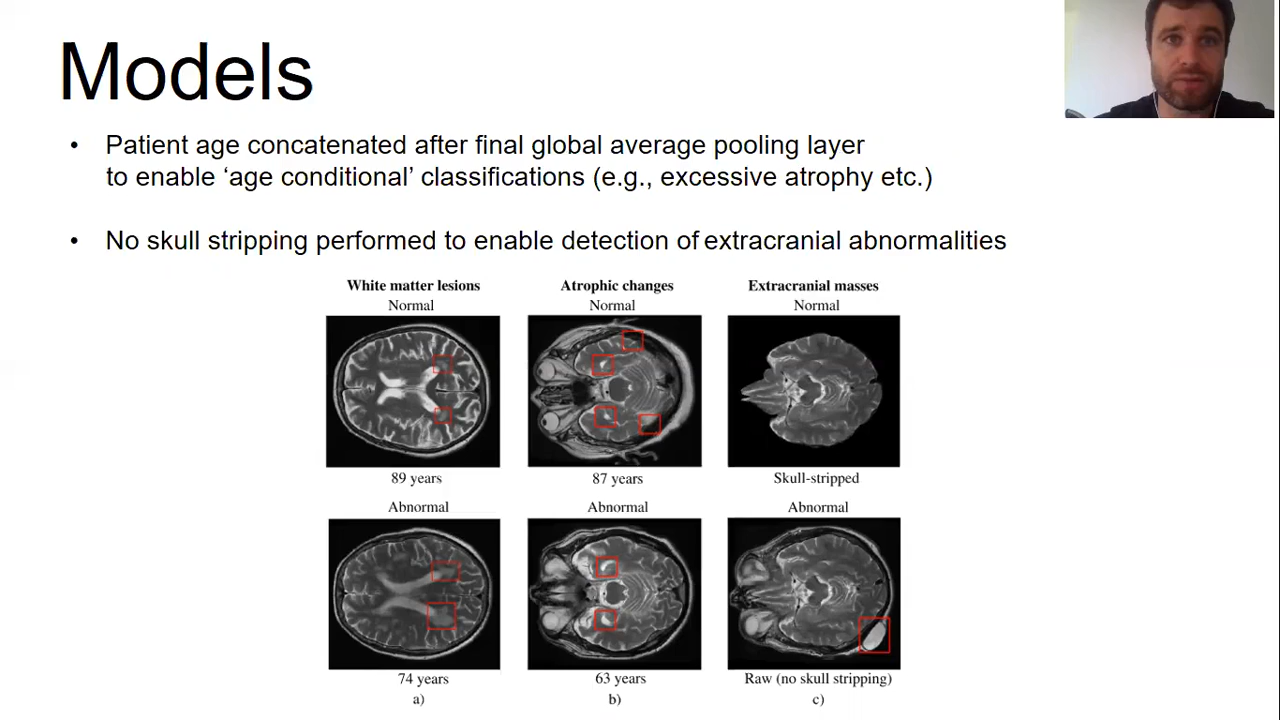 Models
• Patient age concatenated after final global average pooling layer
to enable ‘age conditional’ classifications (e.g., excessive atrophy etc.)
• No skull stripping performed to enable detection of extracranial abnormalities
White matter lesions Atrophic changes Extracranial masses
Normal Normal Normal
89 years 87 years Skull-stripped
Abnormal Abnormal Abnormal
74 years 63 years Raw (no skull stripping)
a) b) c)